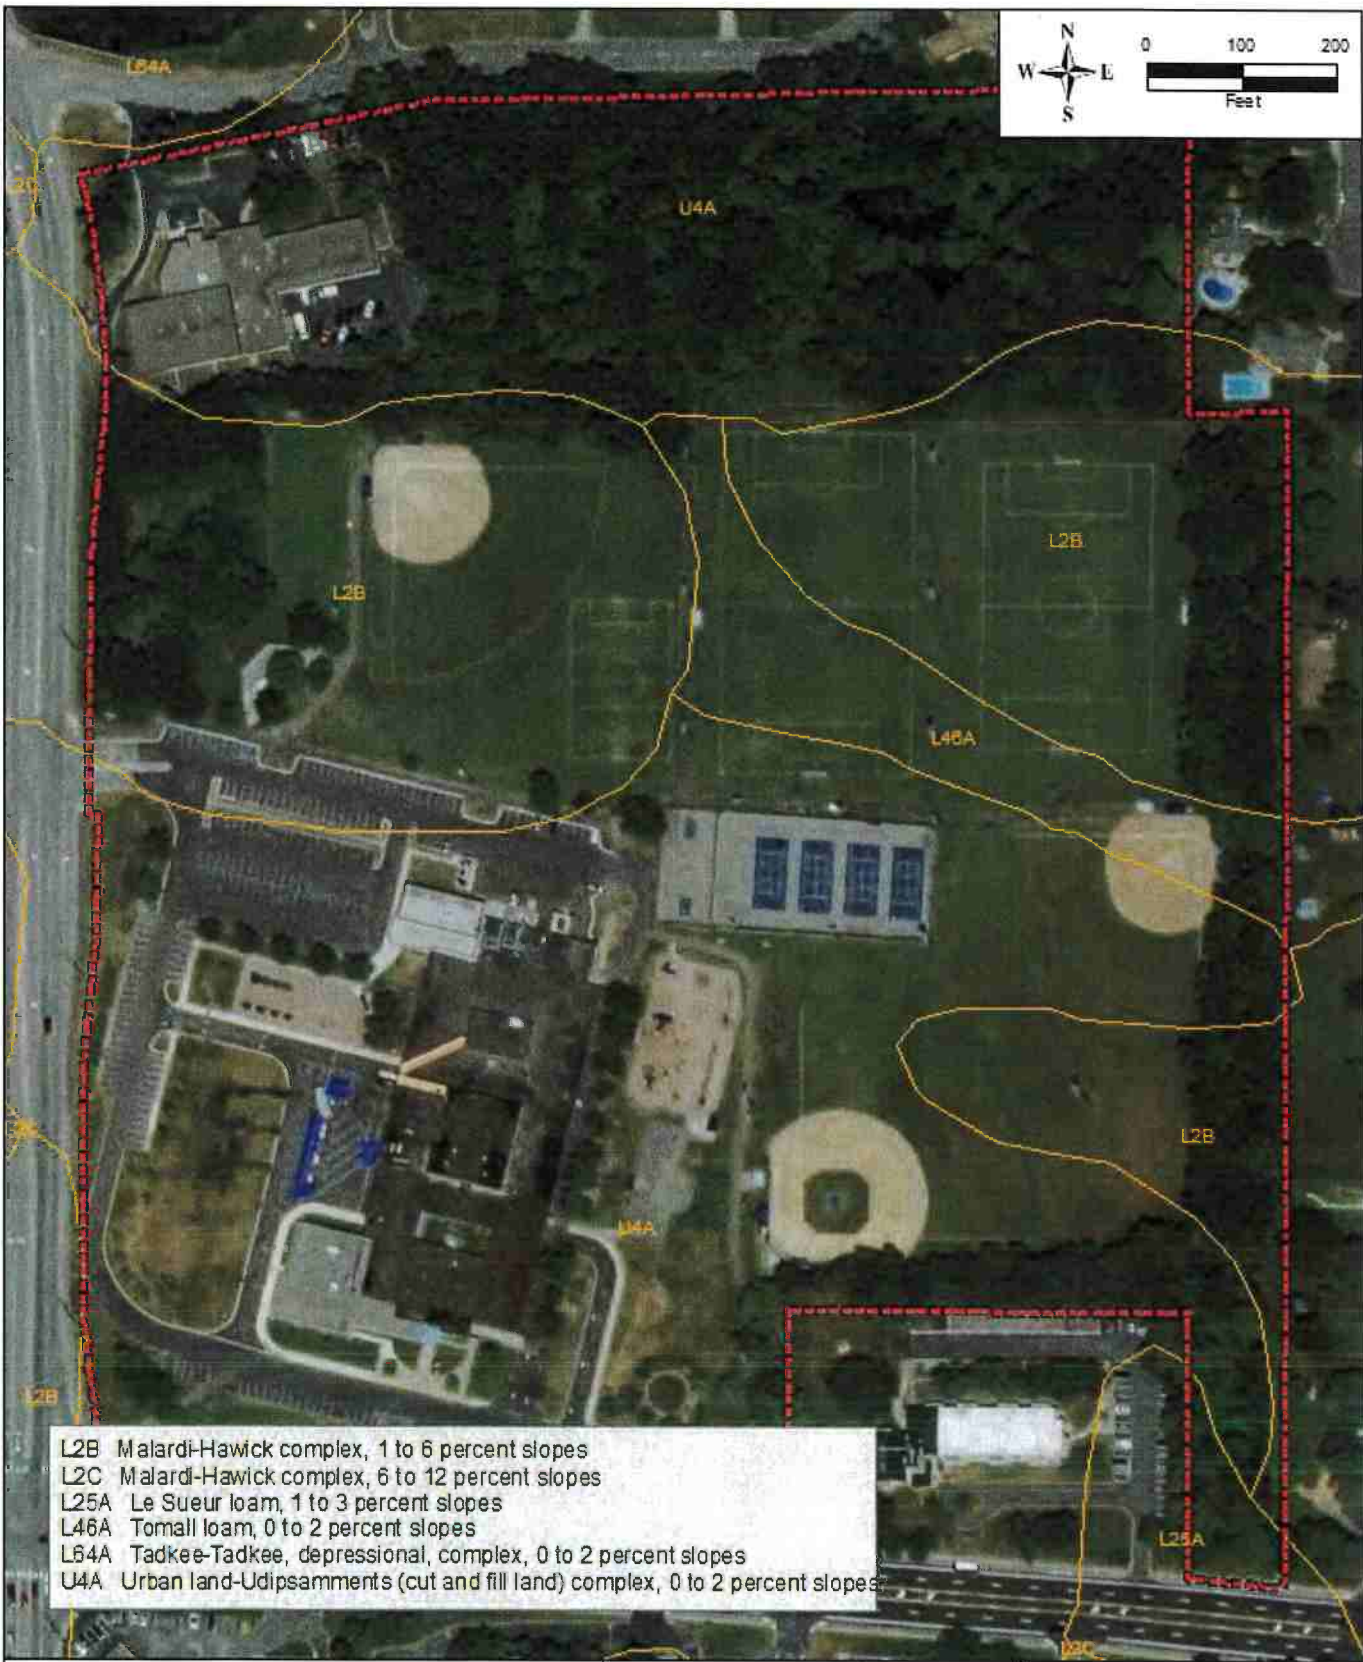 N
W E
S
0 100 200
Feet
L64A
L2C
U4A
L2B
L2B
L46A
L2B
U4A
L2B
L25A
L2C
L2B Malardi-Hawick complex, 1 to 6 percent slopes
L2C Malardi-Hawick complex, 6 to 12 percent slopes
L25A Le Sueur loam, 1 to 3 percent slopes
L46A Tomall loam, 0 to 2 percent slopes
L64A Tadkee-Tadkee, depressional, complex, 0 to 2 percent slopes
U4A Urban land-Udipsamments (cut and fill land) complex, 0 to 2 percent slopes